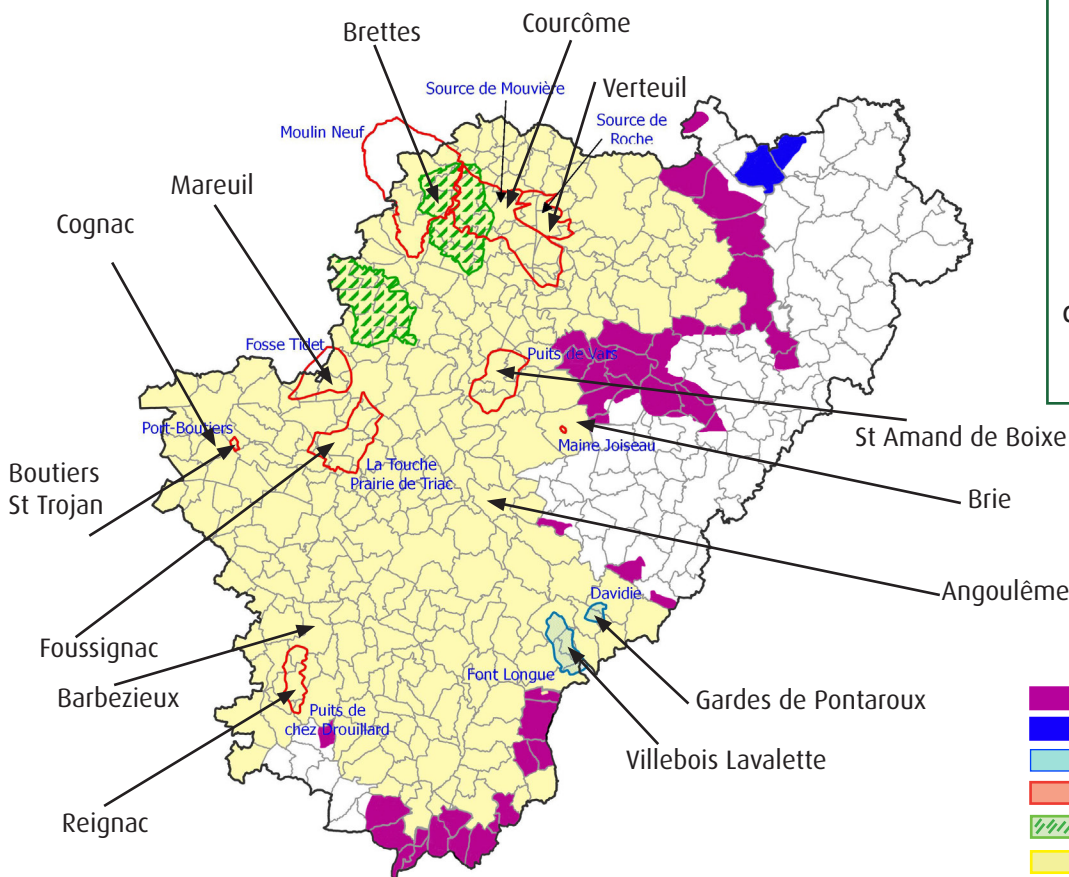 Courcôme
Brettes
Source de Mouvière
Verteuil
Source de
Roche
Moulin Neuf
Mareuil
Cognac
Fosse Tidet
Puits de Vars
Port-Boutiers
St Amand de Boixe
Maine Joiseau
La Touche
Prairie de Triac
Boutiers
St Trojan
Brie
Angoulême
Davidie
Foussignac
Font Longue
Barbezieux
Gardes de Pontaroux
Puits de
chez Drouillard
Villebois Lavalette
Reignac